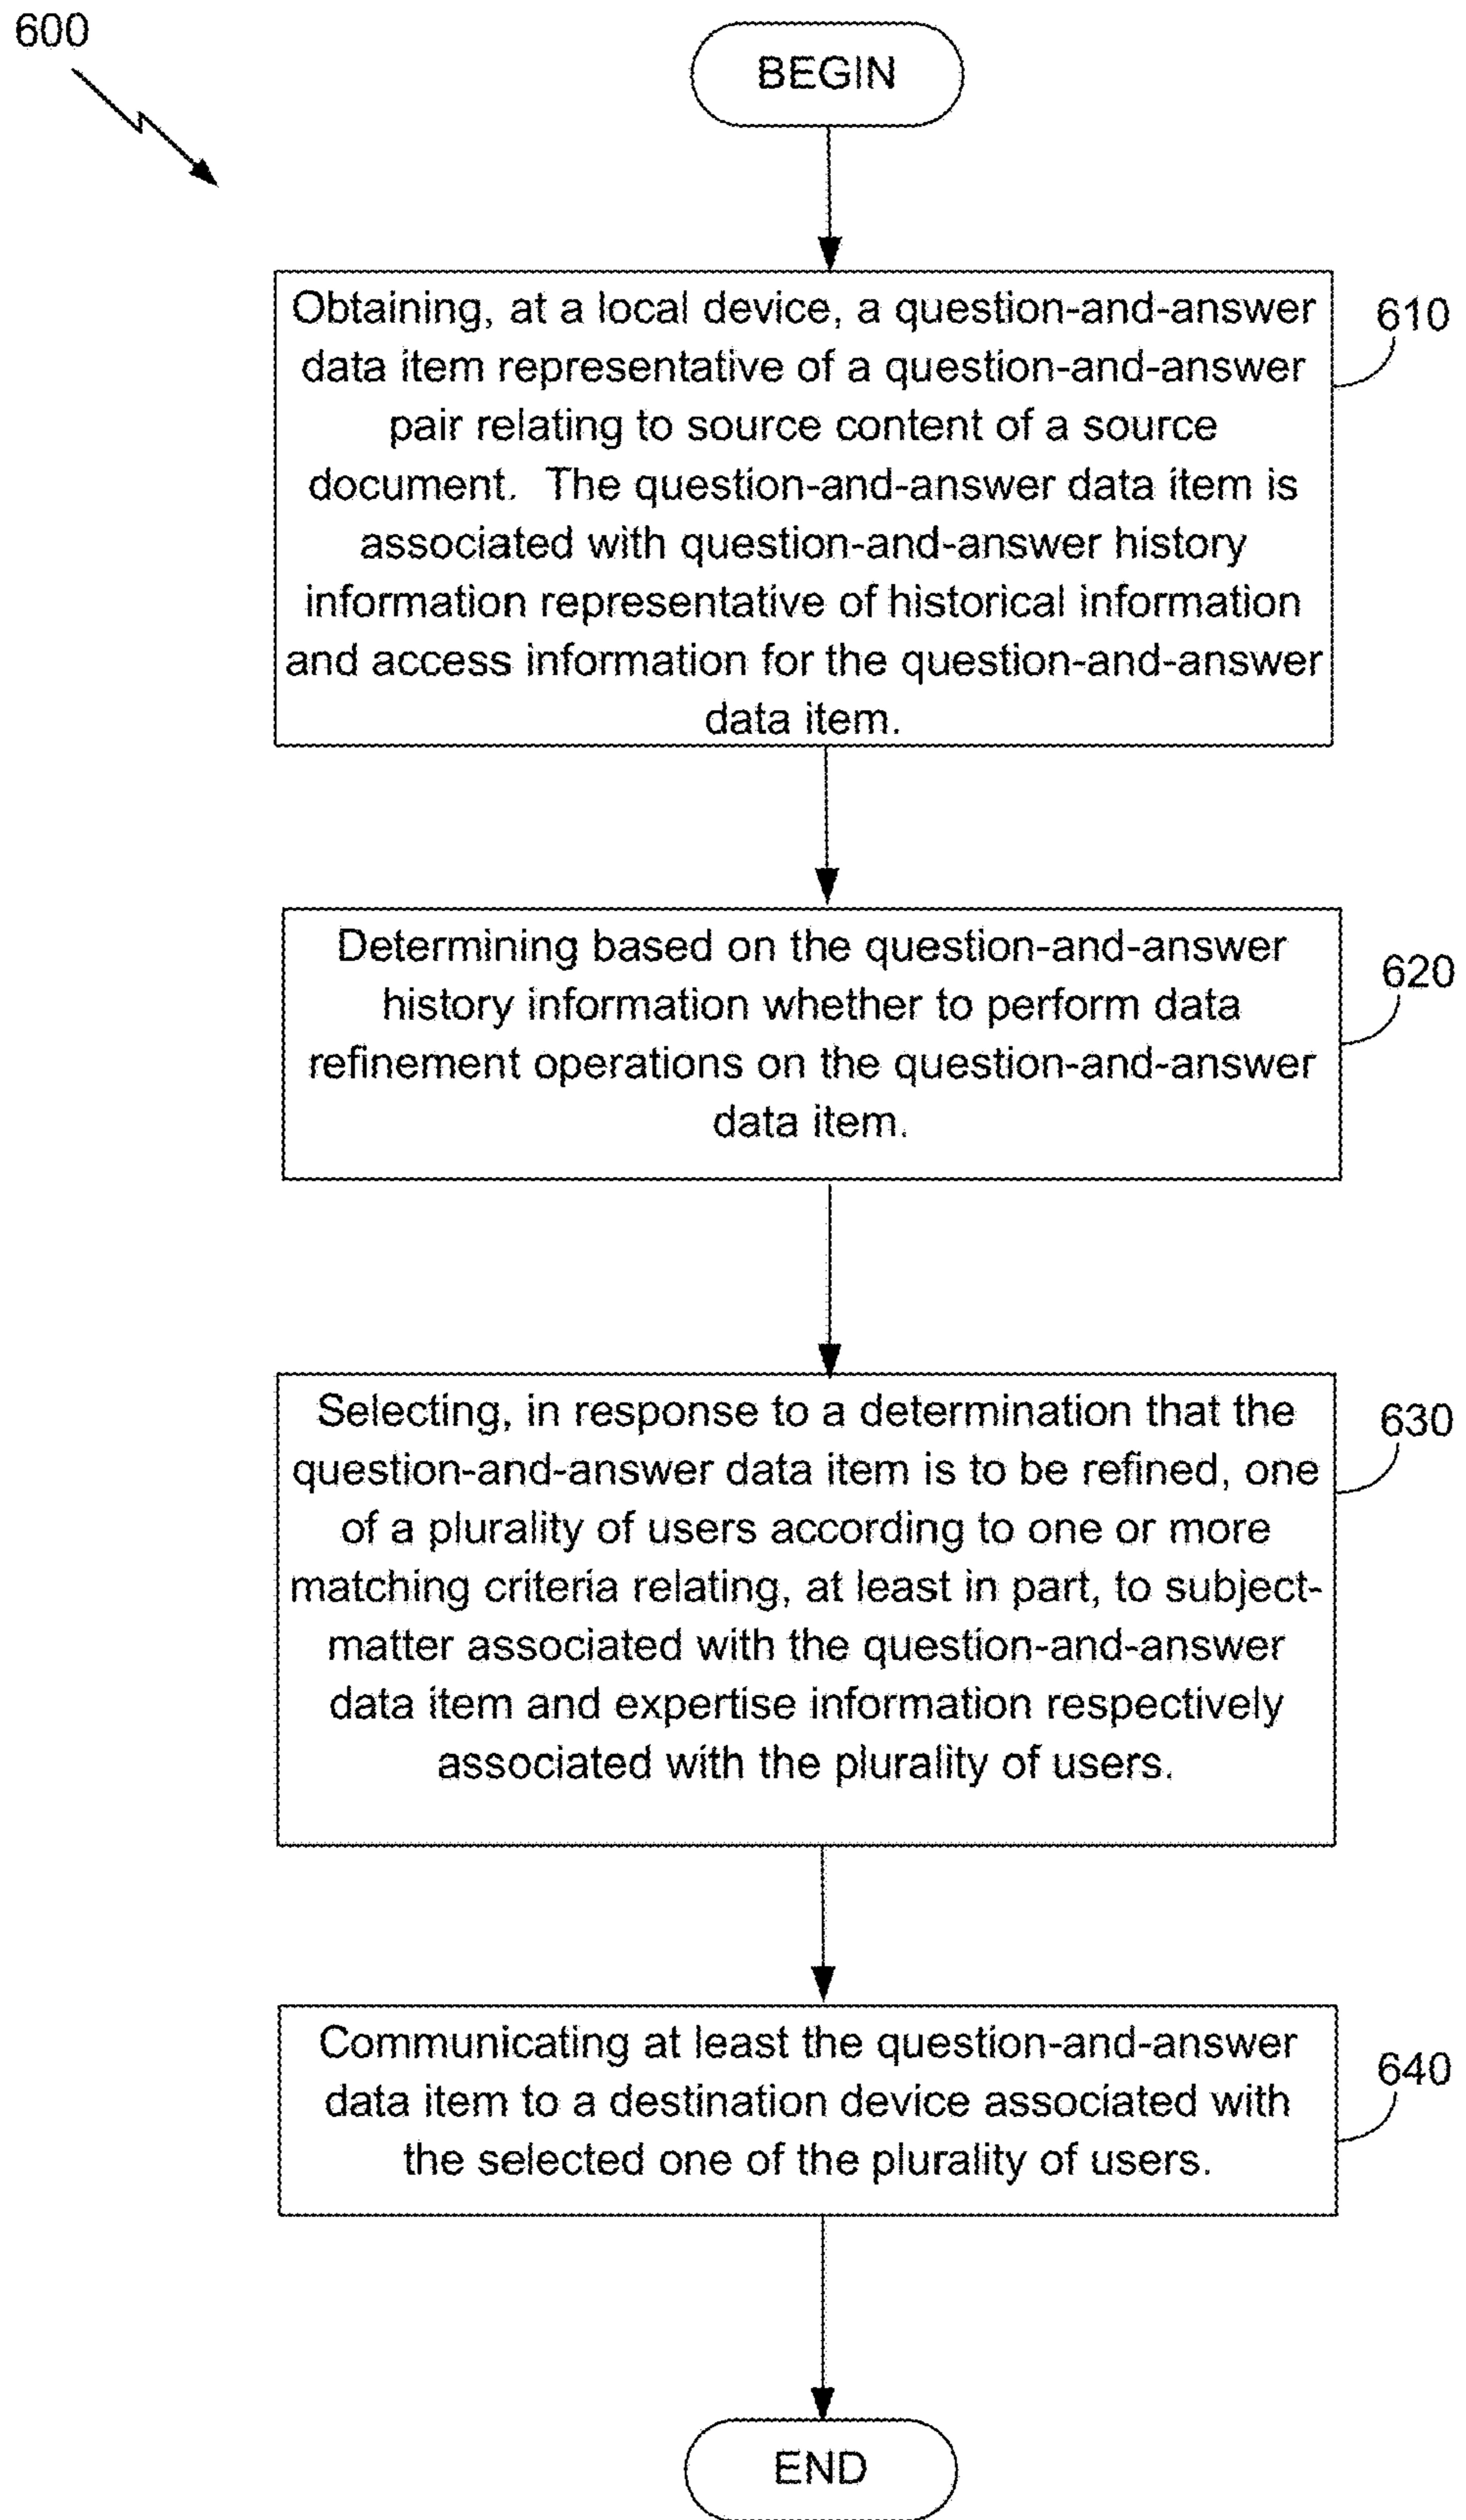 600
BEGIN
Obtaining, at a local device, a question-and-answer
data item representative of a question-and-answer
pair relating to source content of a source
document.  The question-and-answer data item is
associated with question-and-answer history
information representative of historical information
and access information for the question-and-answer
data item.
610
Determining based on the question-and-answer
history information whether to perform data
refinement operations on the question-and-answer
data item.
620
Selecting, in response to a determination that the
question-and-answer data item is to be refined, one
of a plurality of users according to one or more
matching criteria relating, at least in part, to subject-
matter associated with the question-and-answer
data item and expertise information respectively
associated with the plurality of users.
630
Communicating at least the question-and-answer
data item to a destination device associated with
the selected one of the plurality of users.
640
END